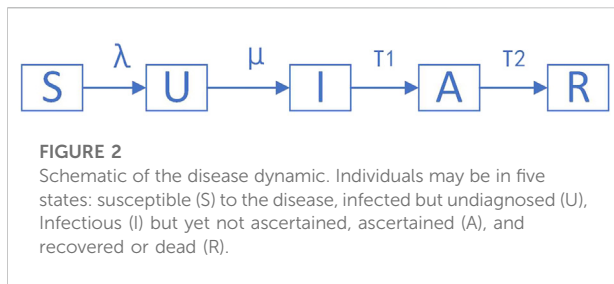 λ μ T1 T2
S U I A R
FIGURE 2
Schematic of the disease dynamic. Individuals may be in five
states: susceptible (S) to the disease, infected but undiagnosed (U),
Infectious (I) but yet not ascertained, ascertained (A), and
recovered or dead (R).